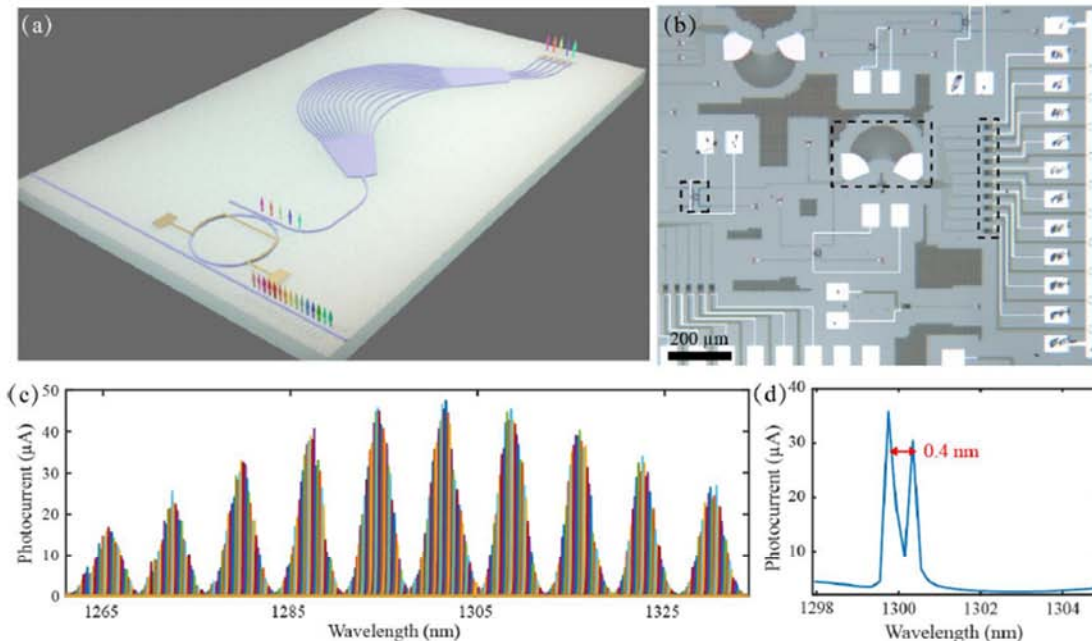 (a)
(b)
200 µm
(c)
50
40
30
20
10
0
Photocurrent (µA)
1265
1285
1305
1325
Wavelength (nm)
(d)
40
30
20
10
Photocurrent (µA)
0.4 nm
1298
1300
1302
1304
Wavelength (nm)